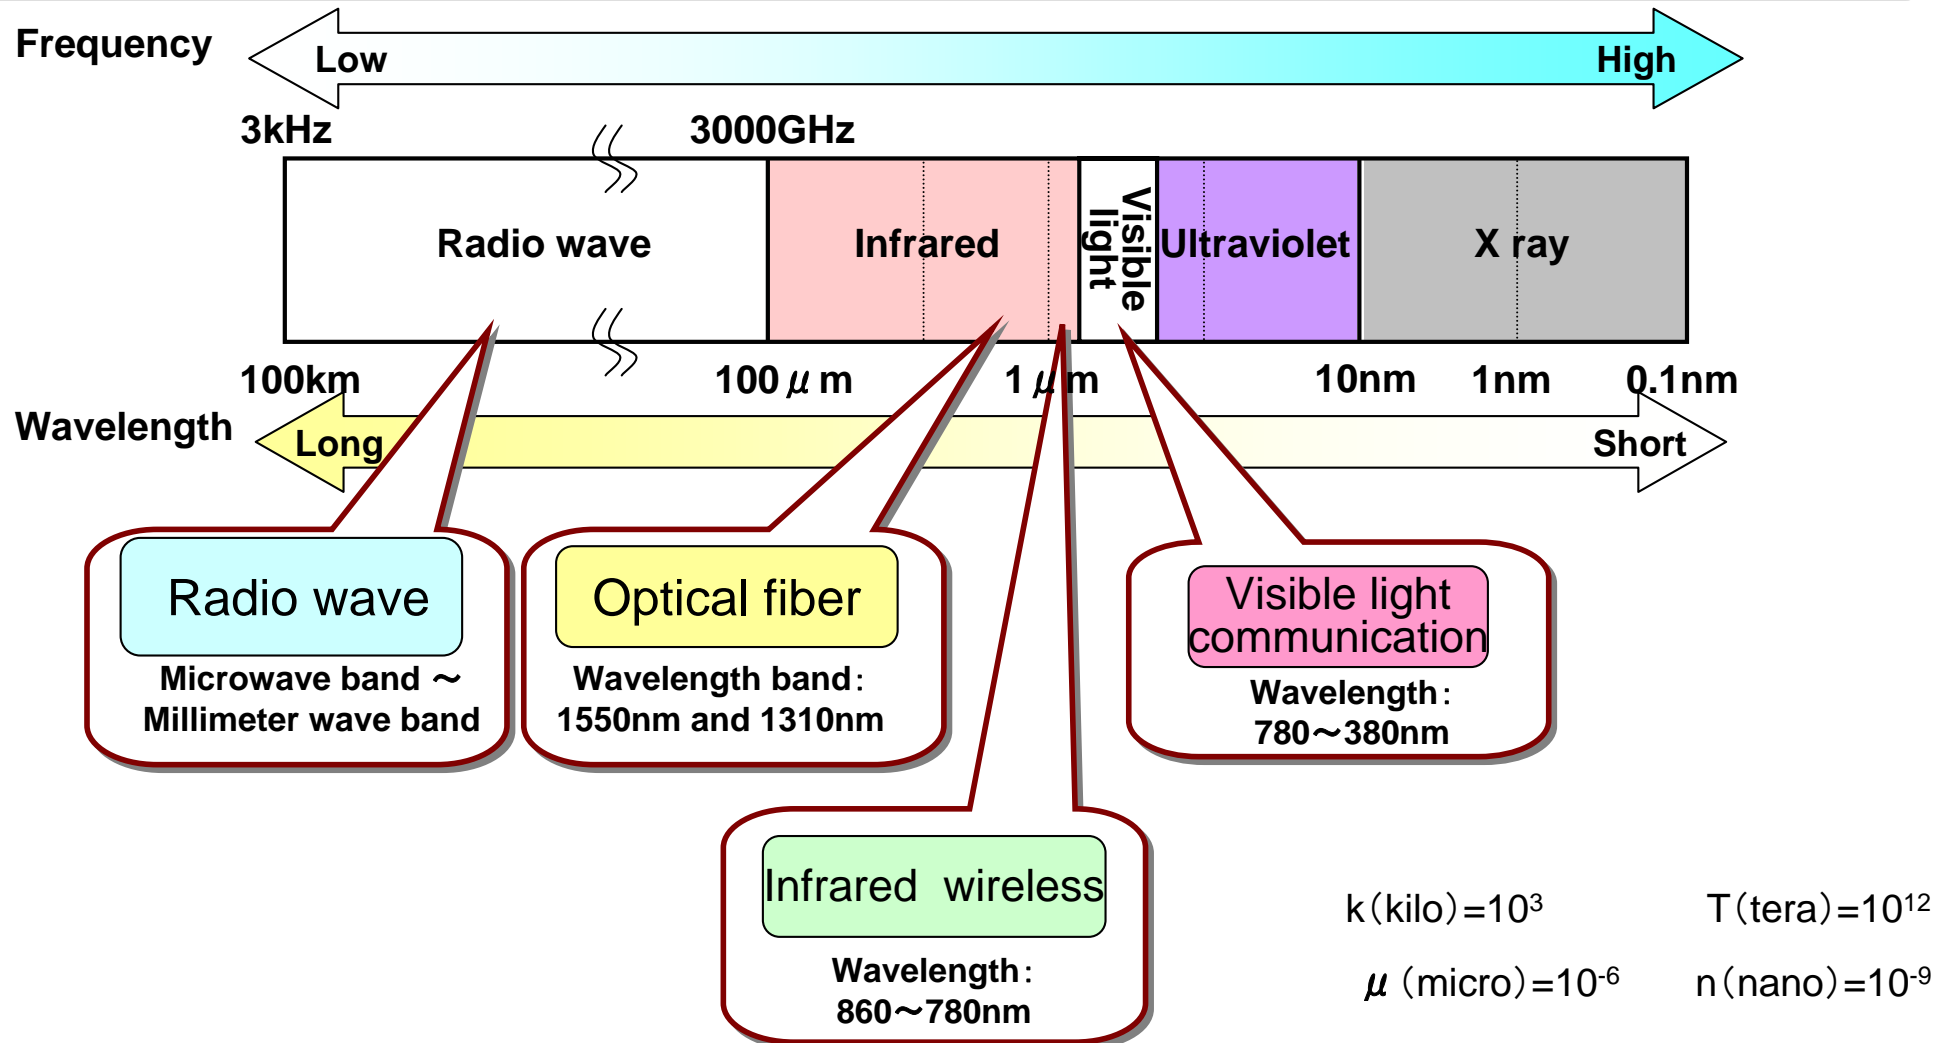 Frequency
Low
High
3kHz
3000GHz
Radio wave
Infrared
Visible
light
Ultraviolet
X ray
100km
100μm
1μm
10nm
1nm
0.1nm
Wavelength
Long
Short
Radio wave
Microwave band ～
Millimeter wave band
Optical fiber
Wavelength band：
1550nm and 1310nm
Visible light
communication
Wavelength：
780～380nm
Infrared wireless
Wavelength：
860～780nm
k（kilo）=10³
T（tera）=10¹²
μ（micro）=10⁻⁶
n（nano）=10⁻⁹